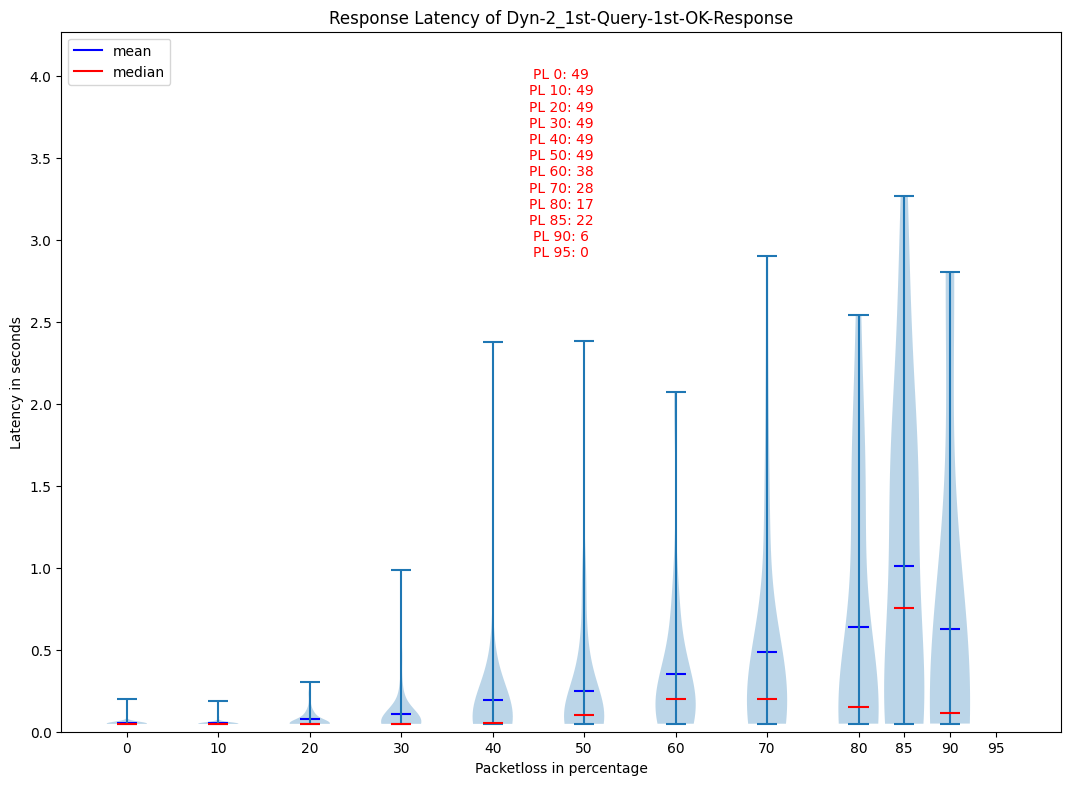 Response Latency of Dyn-2_1st-Query-1st-OK-Response
mean
median
PL 0: 49
PL 10: 49
PL 20: 49
PL 30: 49
PL 40: 49
PL 50: 49
PL 60: 38
PL 70: 28
PL 80: 17
PL 85: 22
PL 90: 6
PL 95: 0
Latency in seconds
4.0
3.5
3.0
2.5
2.0
1.5
1.0
0.5
0.0
0 10 20 30 40 50 60 70 80 85 90 95
Packetloss in percentage